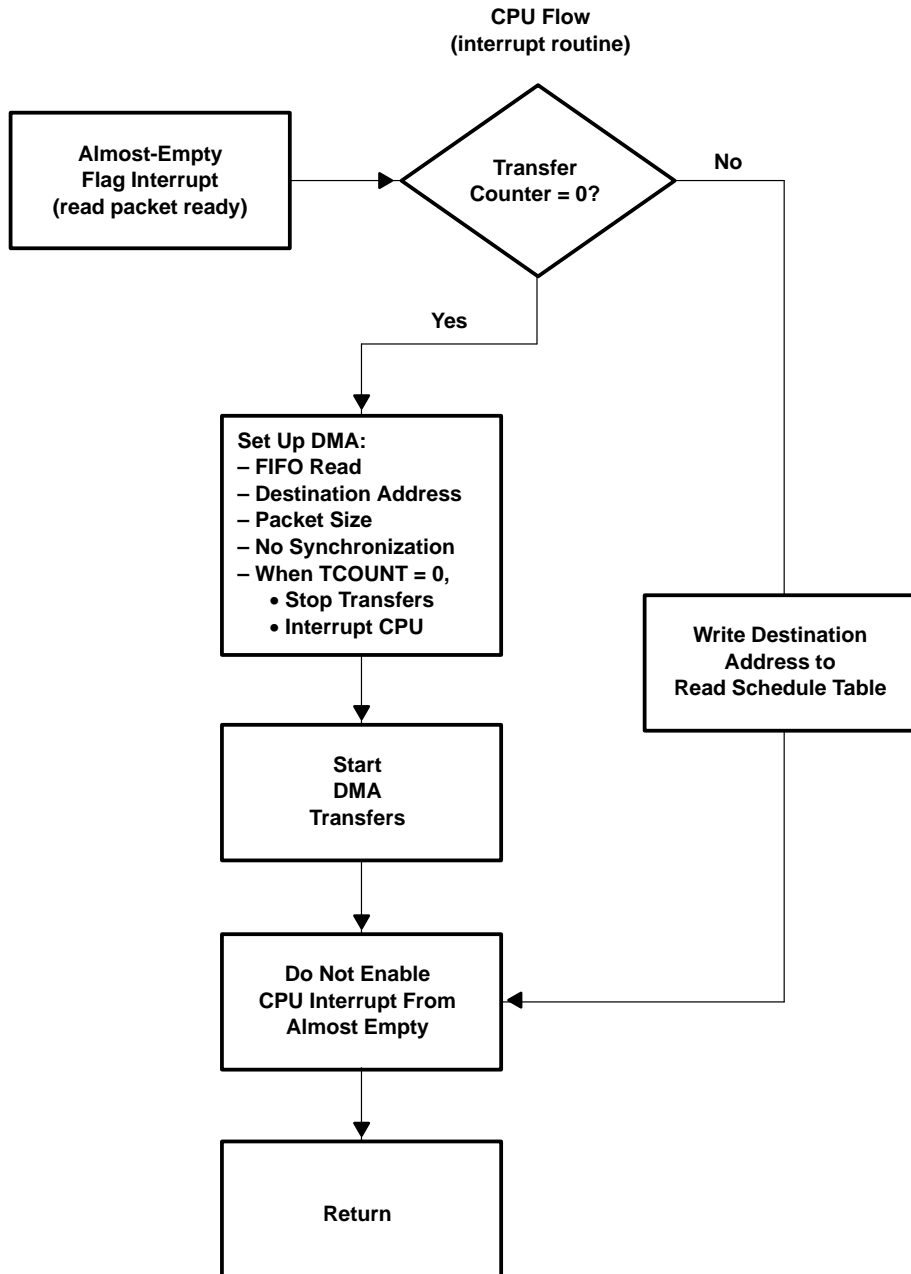 CPU Flow
(interrupt routine)
Almost-Empty
Flag Interrupt
(read packet ready)
Transfer
Counter = 0?
No
Yes
Set Up DMA:
– FIFO Read
– Destination Address
– Packet Size
– No Synchronization
– When TCOUNT = 0,
• Stop Transfers
• Interrupt CPU
Write Destination
Address to
Read Schedule Table
Start
DMA
Transfers
Do Not Enable
CPU Interrupt From
Almost Empty
Return